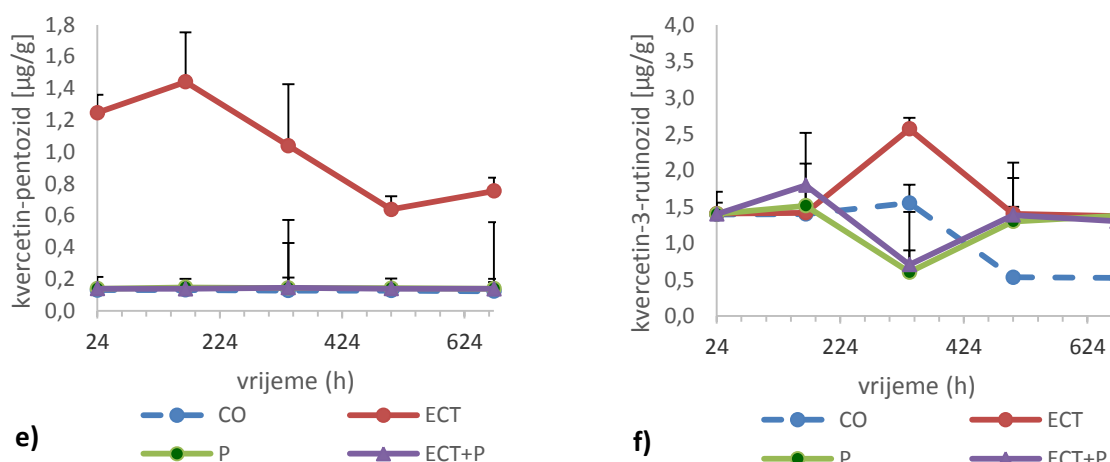 kvercetin-pentozid [µg/g]
1,8
1,6
1,4
1,2
1,0
0,8
0,6
0,4
0,2
0,0
24 224 424 624
vrijeme (h)
CO ECT
P ECT+P
e)
kvercetin-3-rutinozid [µg/g]
4,0
3,5
3,0
2,5
2,0
1,5
1,0
0,5
0,0
24 224 424 624
vrijeme (h)
CO ECT
P ECT+P
f)